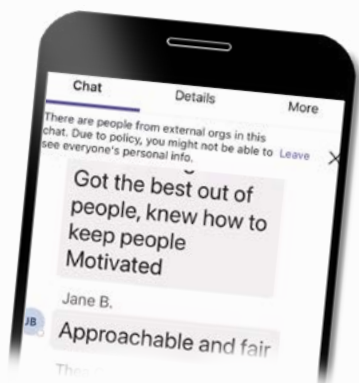 Chat Details More
There are people from external orgs in this
chat. Due to policy, you might not be able to Leave X
see everyone's personal info.
Got the best out of
people, knew how to
keep people
Motivated
Jane B.
JB
Approachable and fair